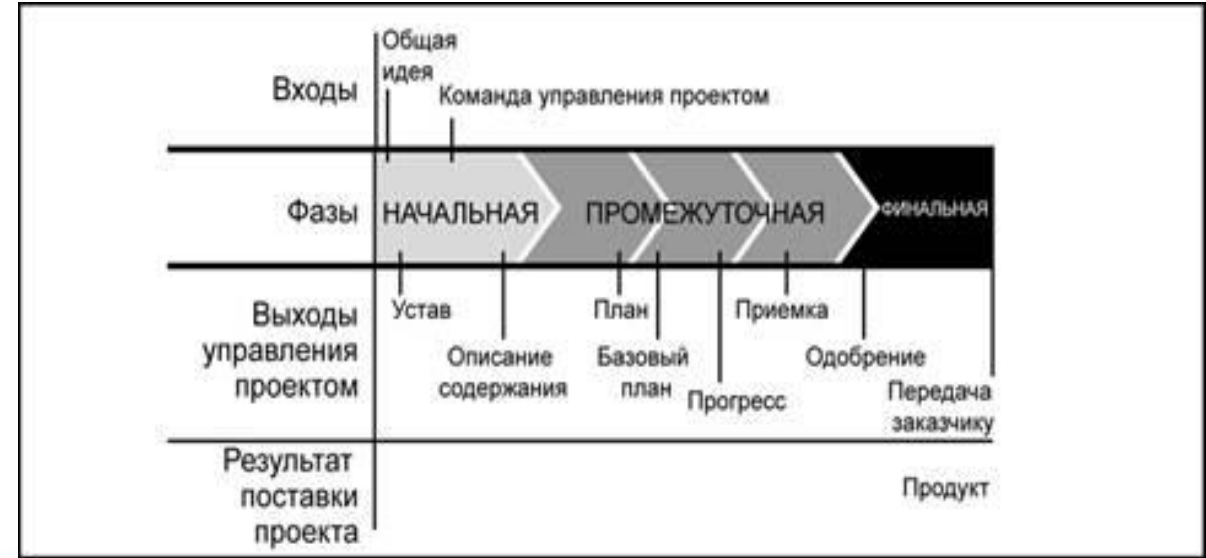 Общая
идея
Входы
Команда управления проектом
Фазы
НАЧАЛЬНАЯ
ПРОМЕЖУТОЧНАЯ
ФИНАЛЬНАЯ
Выходы
управления
проектом
Устав
План
Приемка
Описание
содержания
Базовый
план
Прогресс
Одобрение
Передача
заказчику
Результат
поставки
проекта
Продукт